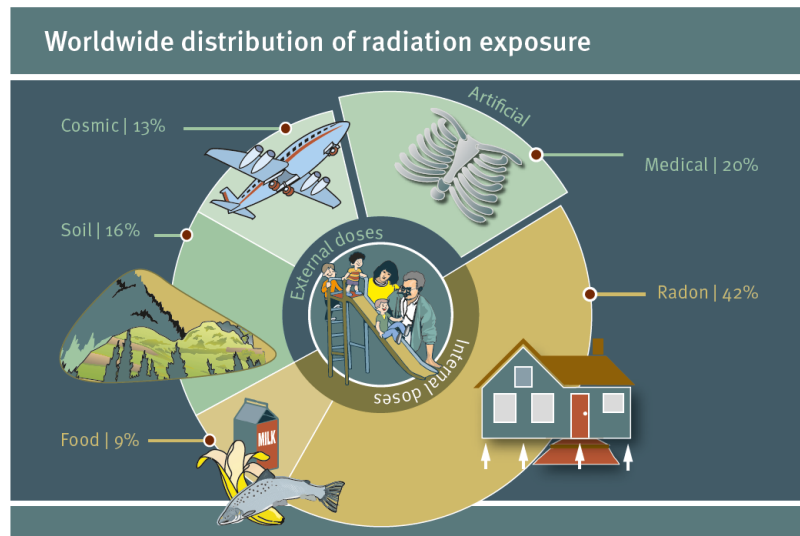 Worldwide distribution of radiation exposure
Artificial
Cosmic | 13%
Medical | 20%
Soil | 16%
External doses
Radon | 42%
Internal doses
Food | 9%
MILK